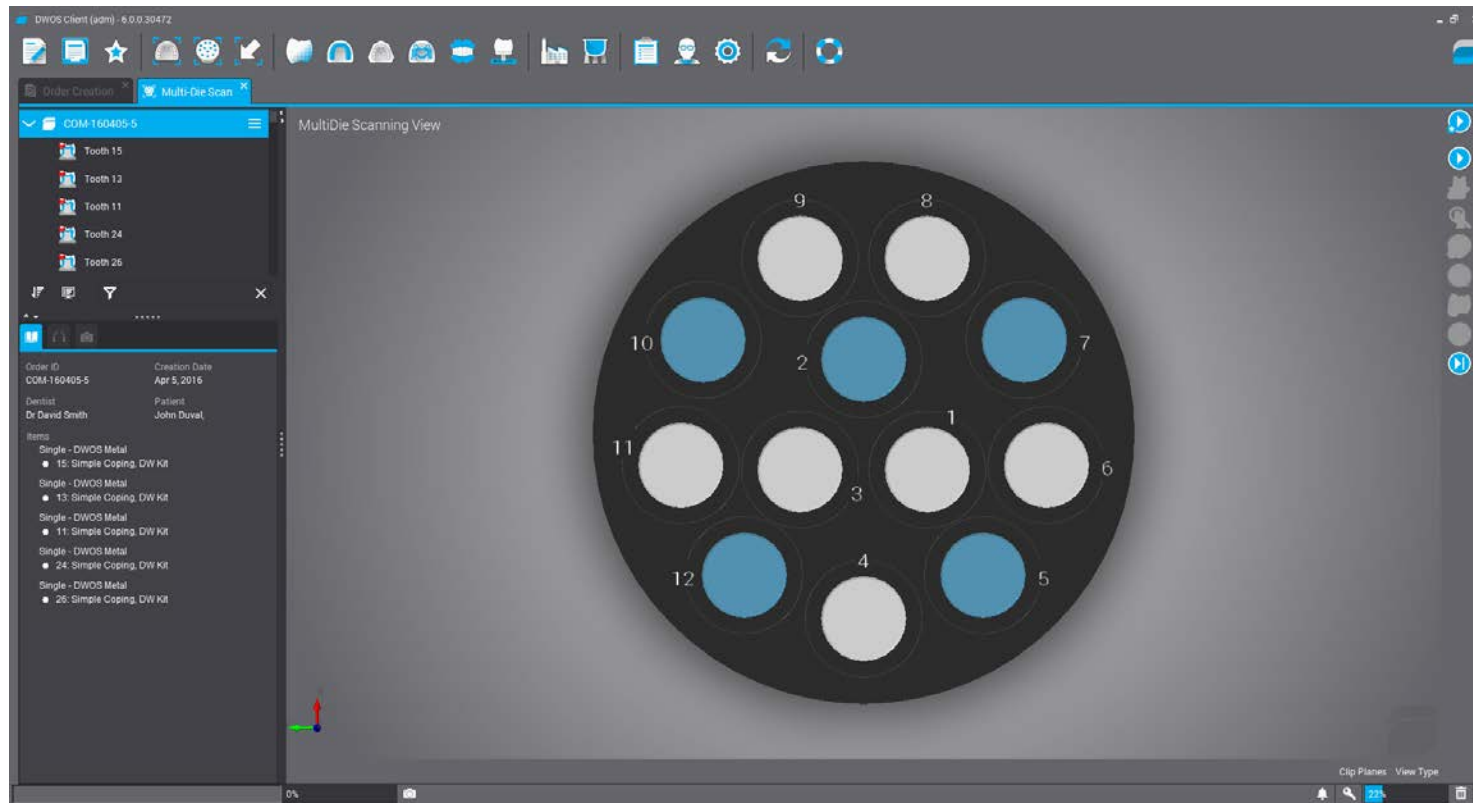 DWOS Client (adm) - 6.0.0.30472
Order Creation
Multi-Die Scan
COM-160405-5
Tooth 15
Tooth 13
Tooth 11
Tooth 24
Tooth 26
Order ID Creation Date
COM-160405-5 Apr 5, 2016
Dentist Patient
Dr David Smith John Duval,
Items
Single - DWOS Metal
15: Simple Coping, DW Kit
Single - DWOS Metal
13: Simple Coping, DW Kit
Single - DWOS Metal
11: Simple Coping, DW Kit
Single - DWOS Metal
24: Simple Coping, DW Kit
Single - DWOS Metal
26: Simple Coping, DW Kit
MultiDie Scanning View
9 8
10 2 7
11 3 1 6
12 4 5
Clip Planes View Type
0% 22%